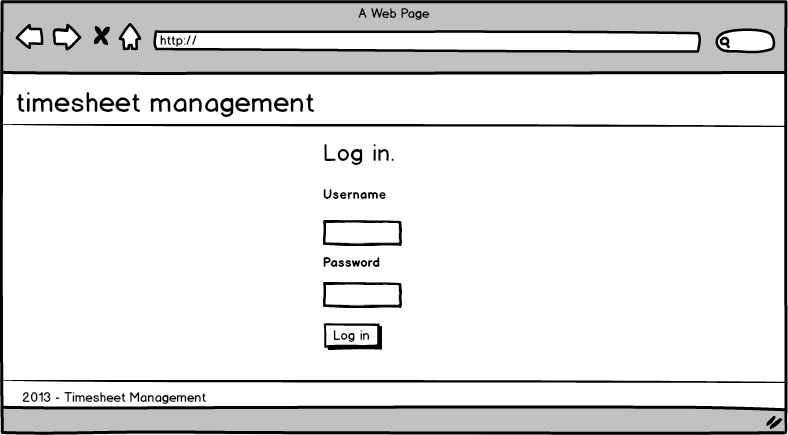 A Web Page
http://
timesheet management
Log in.
Username
Password
Log in
2013 - Timesheet Management